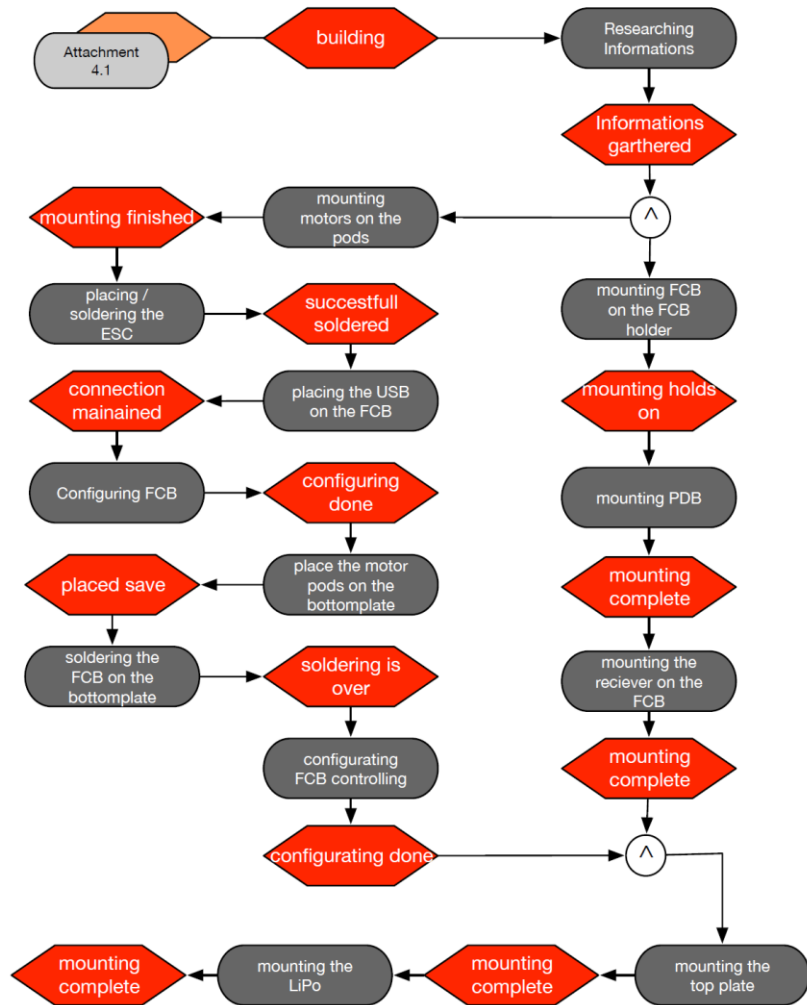 Attachment
4.1
building
Researching
Informations
Informations
garthered
^
mounting
motors on the
pods
mounting finished
placing /
soldering the
ESC
succestfull
soldered
mounting FCB
on the FCB
holder
connection
mainained
placing the USB
on the FCB
mounting holds
on
Configuring FCB
configuring
done
mounting PDB
placed save
place the motor
pods on the
bottomplate
mounting
complete
soldering the
FCB on the
bottomplate
soldering is
over
mounting the
reciever on the
FCB
configurating
FCB controlling
mounting
complete
configurating done
^
mounting
complete
mounting the
LiPo
mounting
complete
mounting the
top plate